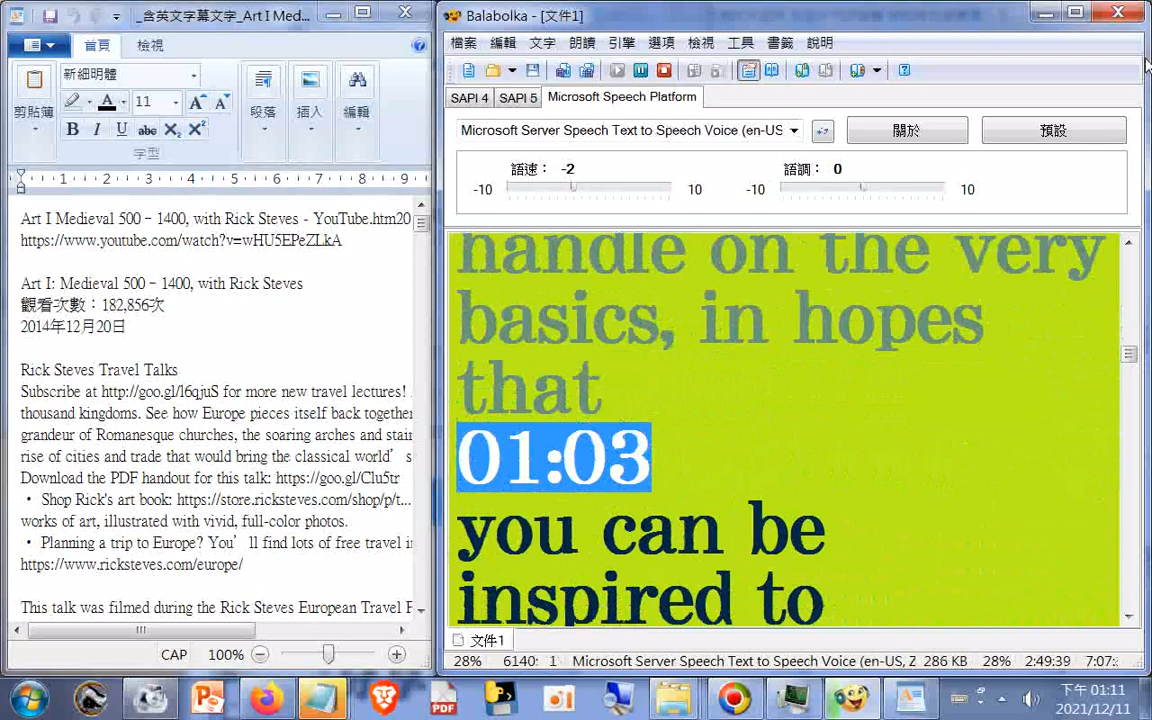 _含英文字幕文字_Art I Med...
首頁
檢視
剪貼簿
新細明體
11
字型
段落
插入
編輯
1 2 3 4 5 6 7 8 9
Art I Medieval 500 - 1400, with Rick Steves - YouTube.htm20
https://www.youtube.com/watch?v=wHU5EPeZLkA
Art I: Medieval 500 - 1400, with Rick Steves
觀看次數：182,856次
2014年12月20日
Rick Steves Travel Talks
Subscribe at http://goo.gl/l6qjuS for more new travel lectures!
thousand kingdoms. See how Europe pieces itself back together
grandeur of Romanesque churches, the soaring arches and stai
rise of cities and trade that would bring the classical world's
Download the PDF handout for this talk: https://goo.gl/Clu5tr
• Shop Rick's art book: https://store.ricksteves.com/shop/p/t...
works of art, illustrated with vivid, full-color photos.
• Planning a trip to Europe? You'll find lots of free travel i
https://www.ricksteves.com/europe/
This talk was filmed during the Rick Steves European Travel F
CAP 100%
Balabolka - [文件1]
檔案 編輯 文字 朗讀 引擎 選項 檢視 工具 書籤 說明
SAPI 4 SAPI 5 Microsoft Speech Platform
Microsoft Server Speech Text to Speech Voice (en-US
關於 預設
語速： -2 語調： 0
-10 10 -10 10
handle on the very
basics, in hopes
that
01:03
you can be
inspired to
文件1
28% 6140: 1 Microsoft Server Speech Text to Speech Voice (en-US, Z 286 KB 28% 2:49:39 7:07:
下午 01:11
2021/12/11